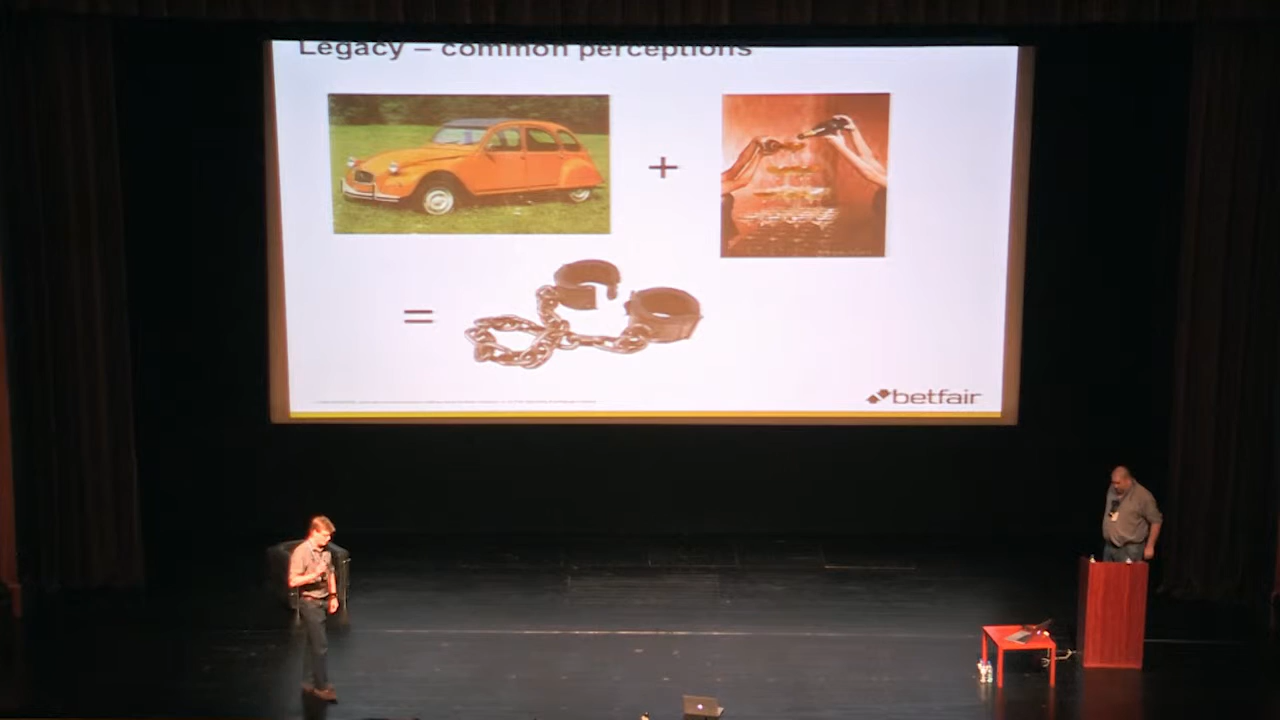 Legacy – common perceptions
+
=
betfair